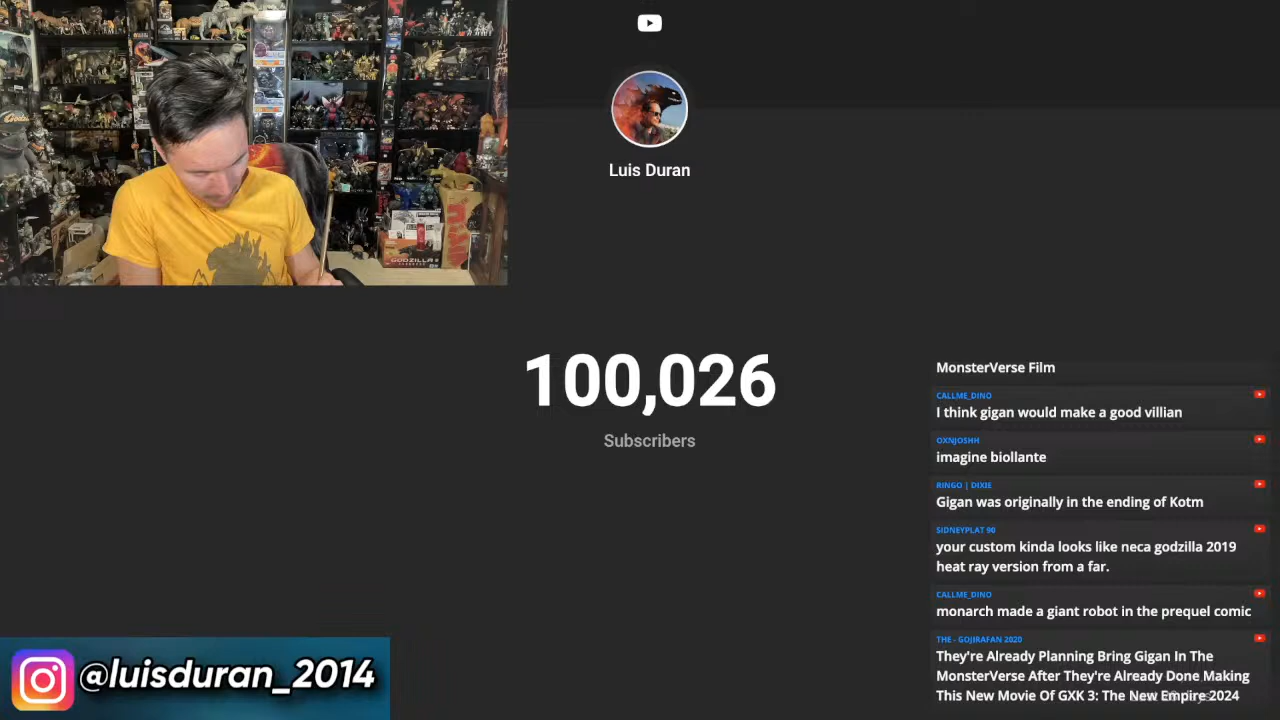 Luis Duran
100,026
Subscribers
MonsterVerse Film
CALLME_DINO
I think gigan would make a good villian
OXNJOSHH
imagine biollante
RINGO | DIXIE
Gigan was originally in the ending of Kotm
SIDNEYPLAT 90
your custom kinda looks like neca godzilla 2019
heat ray version from a far.
CALLME_DINO
monarch made a giant robot in the prequel comic
THE - GOJIRAFAN 2020
They're Already Planning Bring Gigan In The
MonsterVerse After They're Already Done Making
This New Movie Of GXK 3: The New Empire 2024
@luisduran_2014
GODZILLA